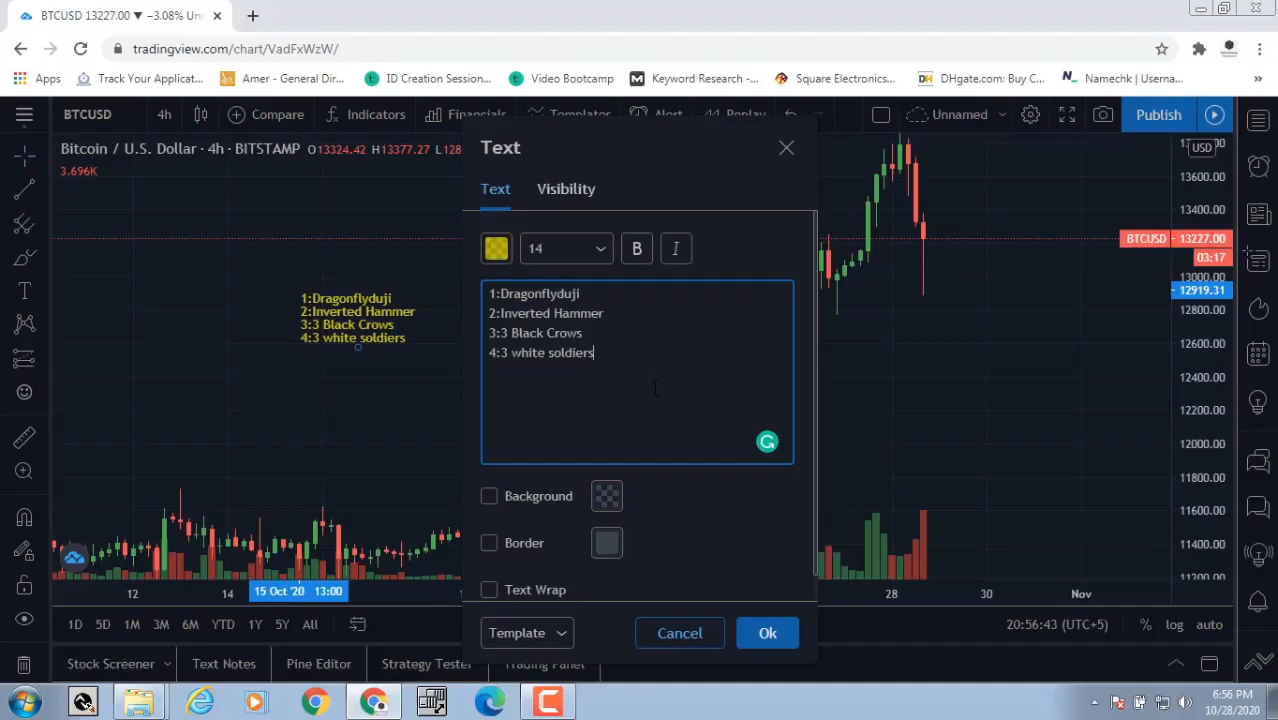 BTCUSD 13227.00 ▼ −3.08% Unn
tradingview.com/chart/VadFxWzW/
Apps
Track Your Applicat...
Amer - General Dir...
ID Creation Session...
Video Bootcamp
Keyword Research -...
Square Electronics...
DHgate.com: Buy C...
Namechk | Userna...
»
BTCUSD
4h
Compare
Indicators
Financials
Templates
Alert
Replay
Unnamed
Publish
Bitcoin / U.S. Dollar · 4h · BITSTAMP O13324.42 H13377.27 L128
3.696K
USD
Text
Text
Visibility
14
B
I
1:Dragonflyduji
2:Inverted Hammer
3:3 Black Crows
4:3 white soldiers
1:Dragonflyduji
2:Inverted Hammer
3:3 Black Crows
4:3 white soldiers
Background
Border
Text Wrap
Template
Cancel
Ok
13600.00
13400.00
BTCUSD
13227.00
03:17
13000.00
12919.31
12600.00
12400.00
12200.00
12000.00
11800.00
11600.00
11400.00
11200.00
12
14
15 Oct '20 13:00
28
30
Nov
1D
5D
1M
3M
6M
YTD
1Y
5Y
All
20:56:43 (UTC+5)
%
log
auto
Stock Screener
Text Notes
Pine Editor
Strategy Tester
Trading Panel
6:56 PM
10/28/2020